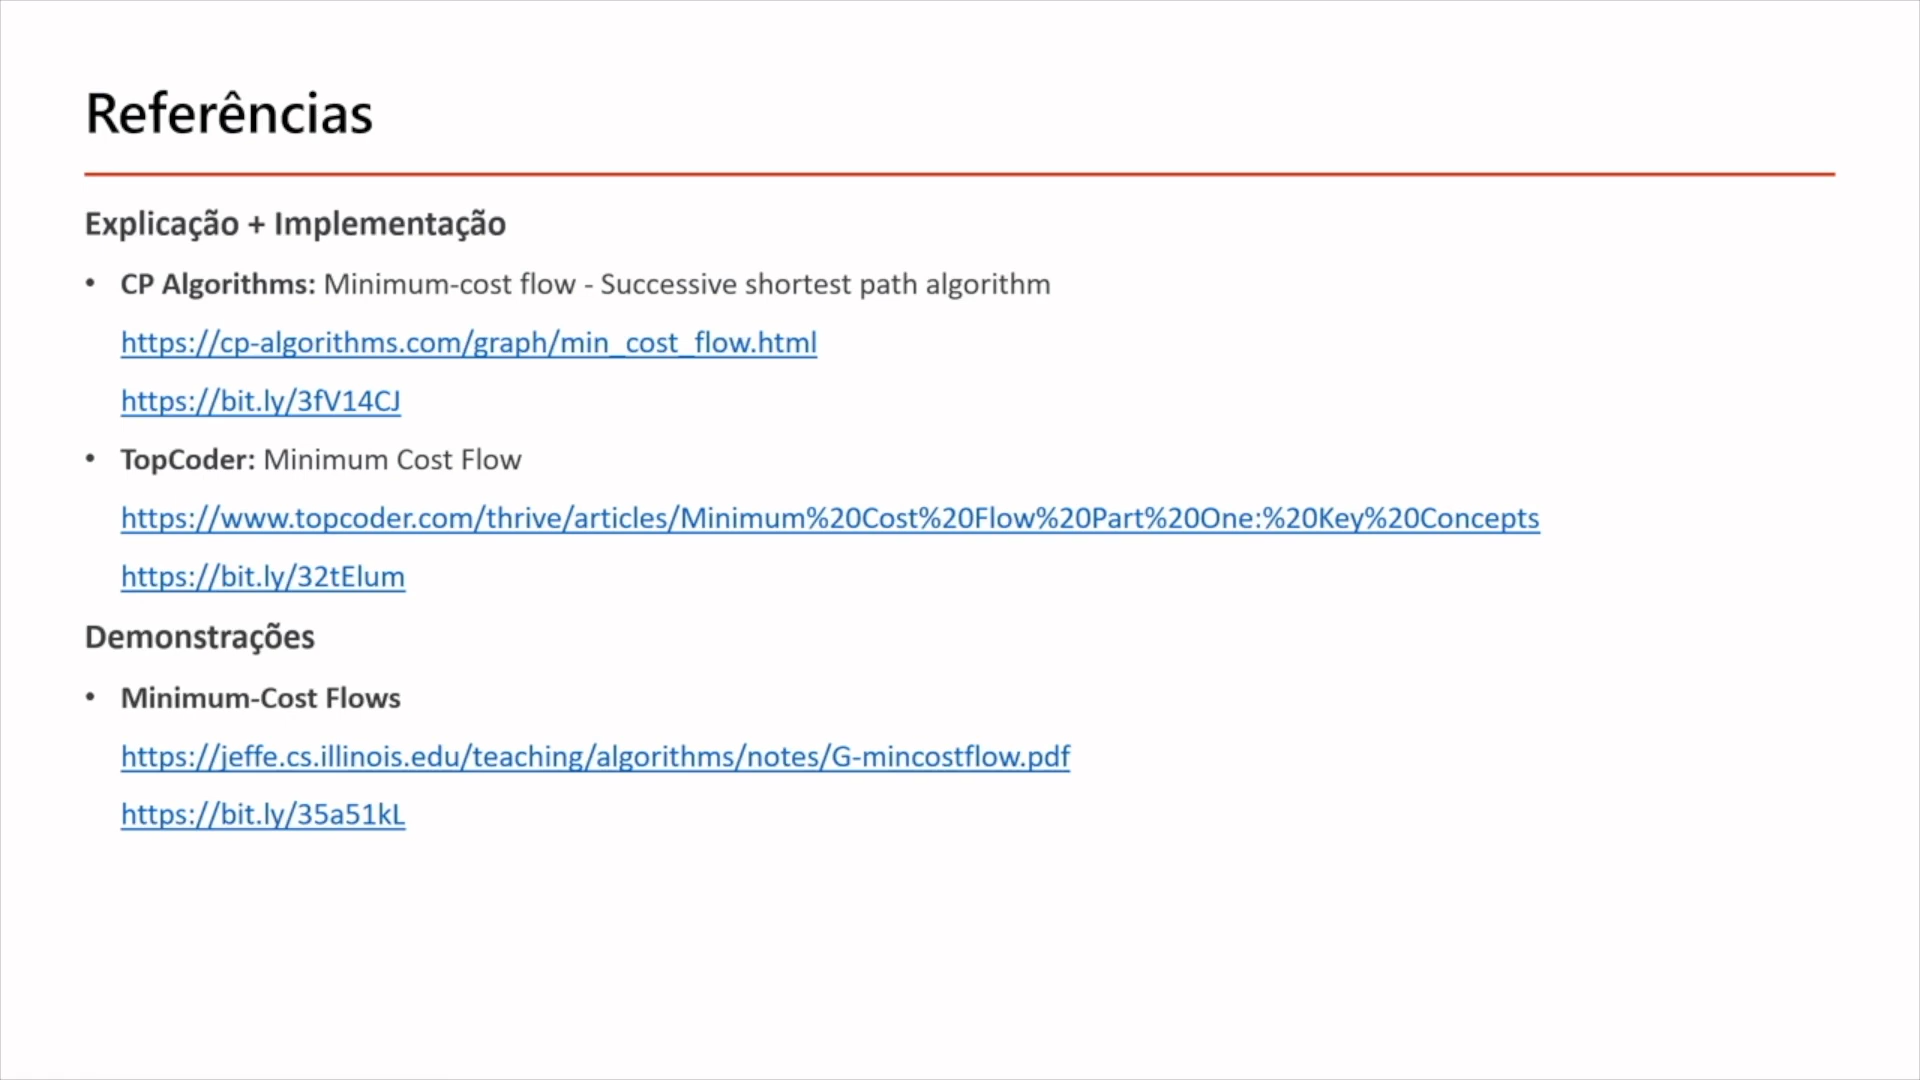 Referências
Explicação + Implementação
• CP Algorithms: Minimum-cost flow - Successive shortest path algorithm
https://cp-algorithms.com/graph/min_cost_flow.html
https://bit.ly/3fV14CJ
• TopCoder: Minimum Cost Flow
https://www.topcoder.com/thrive/articles/Minimum%20Cost%20Flow%20Part%20One:%20Key%20Concepts
https://bit.ly/32tElum
Demonstrações
• Minimum-Cost Flows
https://jeffe.cs.illinois.edu/teaching/algorithms/notes/G-mincostflow.pdf
https://bit.ly/35a51kL